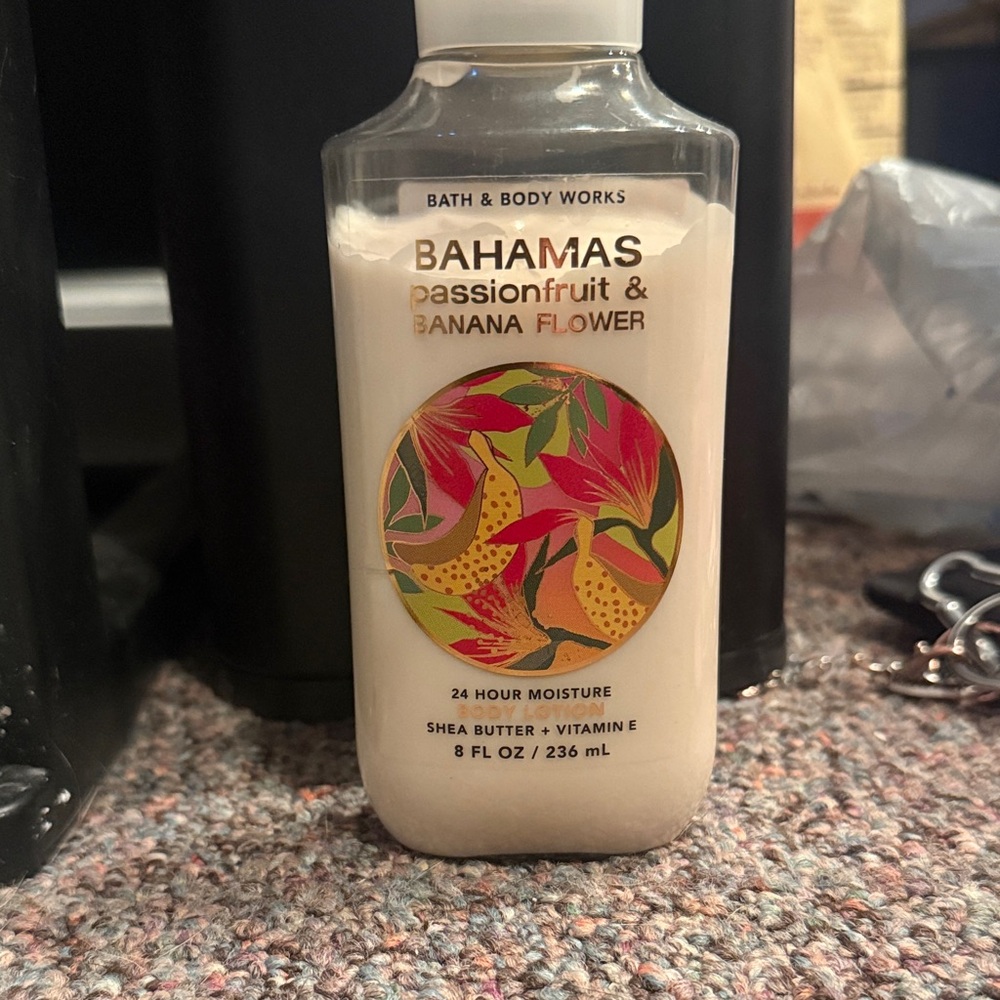 BATH & BODY WORKS
BAHAMAS
passionfruit &
BANANA FLOWER
24 HOUR MOISTURE
BODY LOTION
SHEA BUTTER + VITAMIN E
8 FL OZ / 236 mL